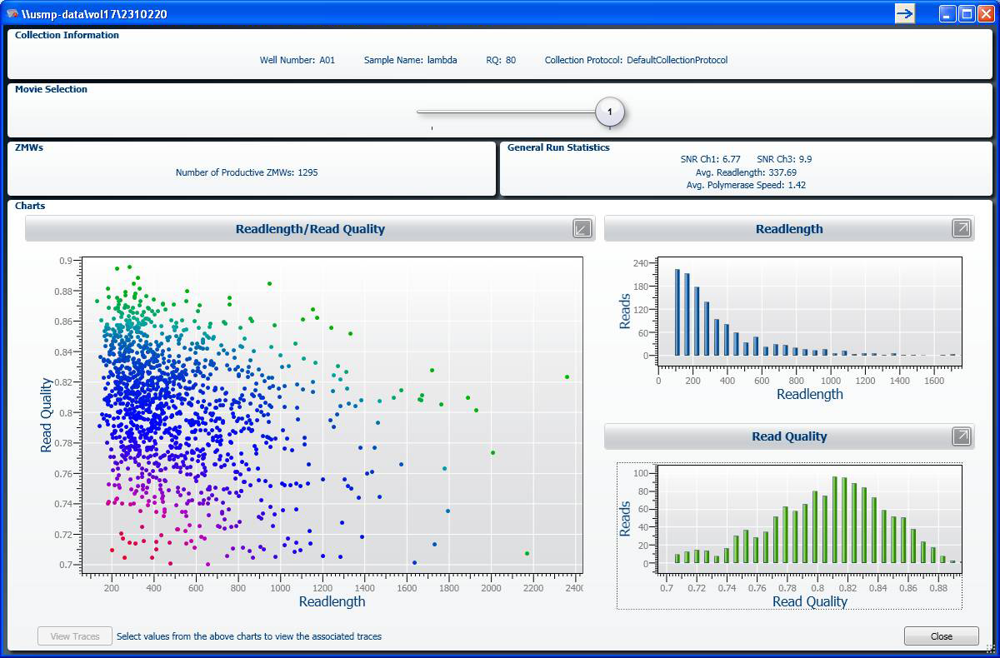 \\usmp-data\vol17\2310220
Collection Information
Well Number: A01 Sample Name: lambda RQ: 80 Collection Protocol: DefaultCollectionProtocol
Movie Selection
1
ZMWs
Number of Productive ZMWs: 1295
General Run Statistics
SNR Ch1: 6.77 SNR Ch3: 9.9
Avg. Readlength: 337.69
Avg. Polymerase Speed: 1.42
Charts
Readlength/Read Quality
0.9
0.88
0.86
0.84
0.82
0.8
0.78
0.76
0.74
0.72
0.7
Read Quality
200 400 600 800 1000 1200 1400 1600 1800 2000 2200 2400
Readlength
Readlength
240
180
120
60
0
Reads
0 200 400 600 800 1000 1200 1400 1600
Readlength
Read Quality
100
80
60
40
20
0
Reads
0.7 0.72 0.74 0.76 0.78 0.8 0.82 0.84 0.86 0.88
Read Quality
View Traces Select values from the above charts to view the associated traces
Close